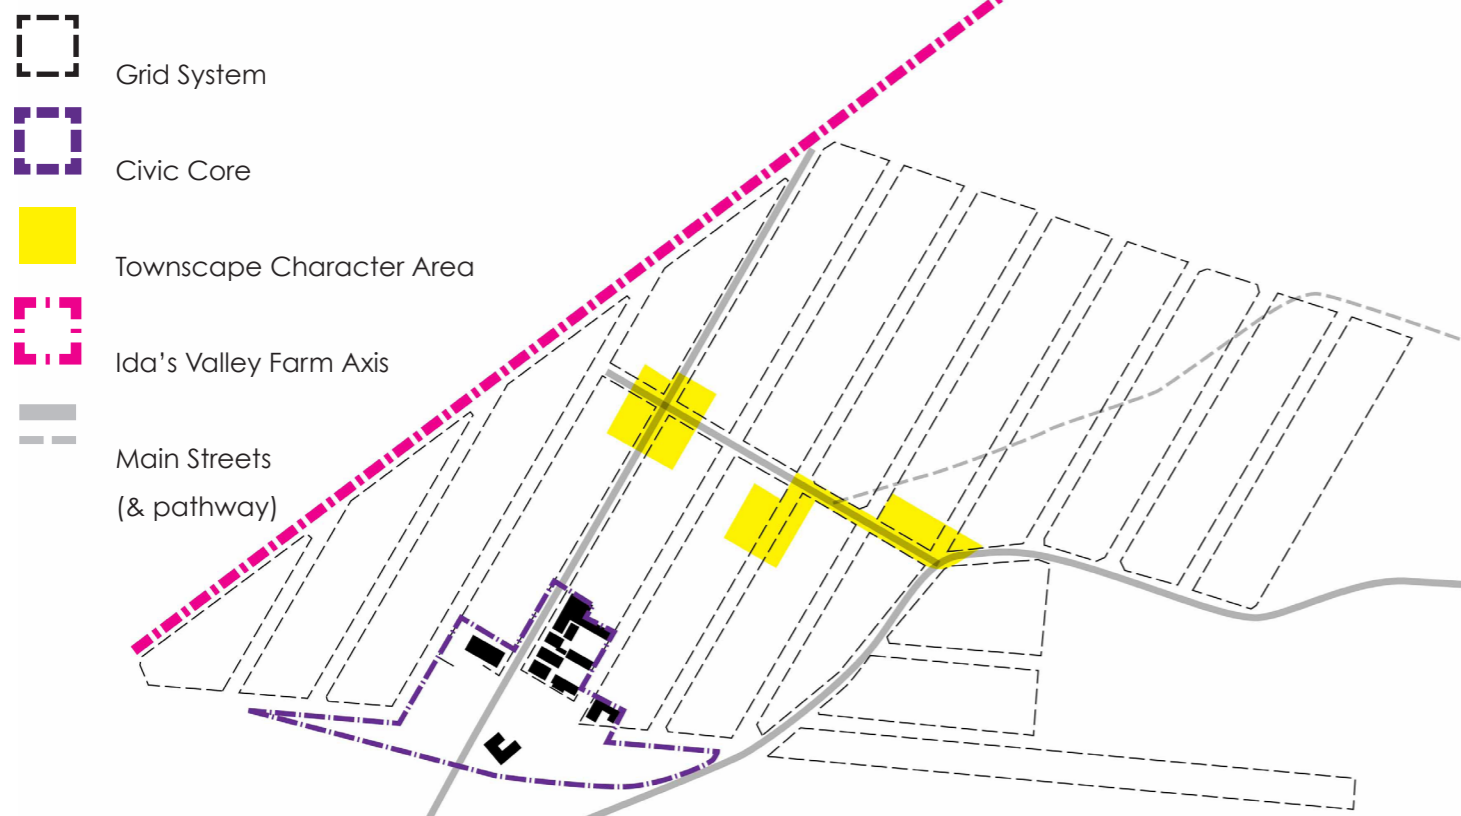 Grid System
Civic Core
Townscape Character Area
Ida’s Valley Farm Axis
Main Streets
(& pathway)